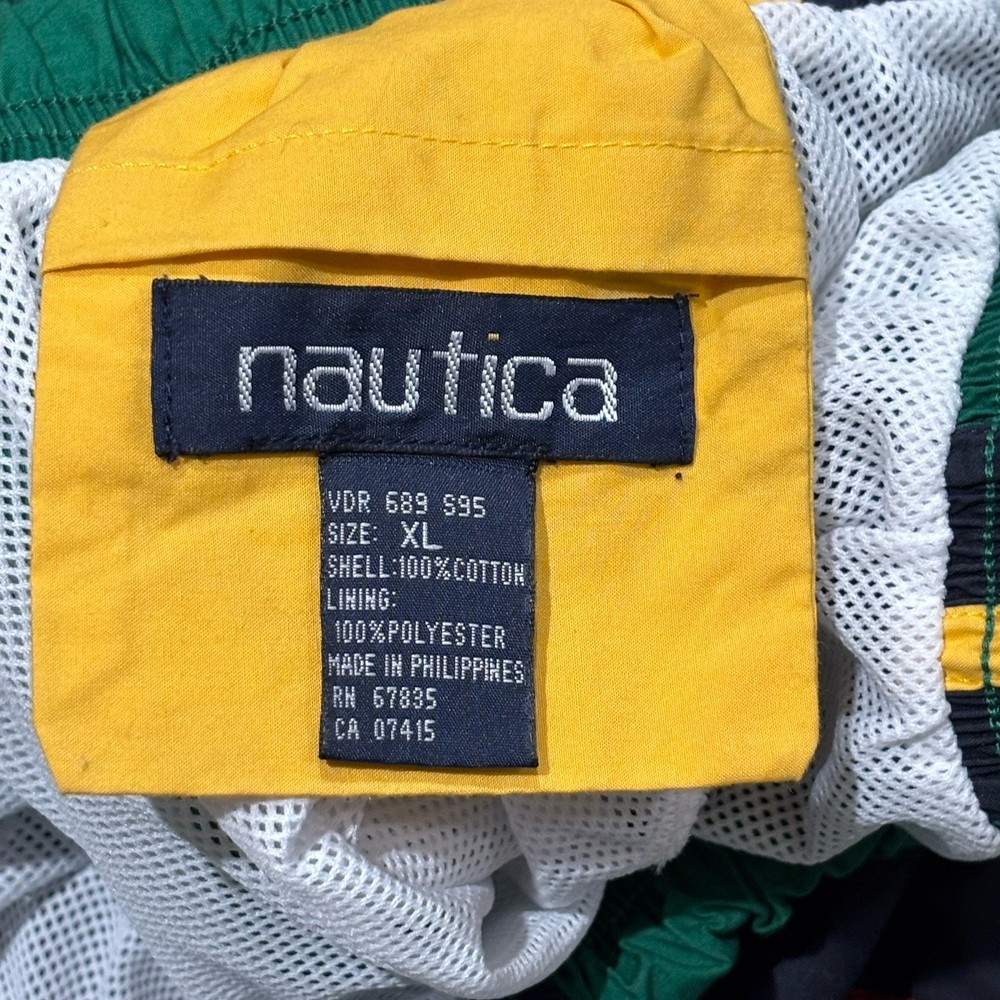 nautica
VDR 689 S95
SIZE: XL
SHELL:100%COTTON
LINING:
100%POLYESTER
MADE IN PHILIPPINES
RN 67835
CA 07415